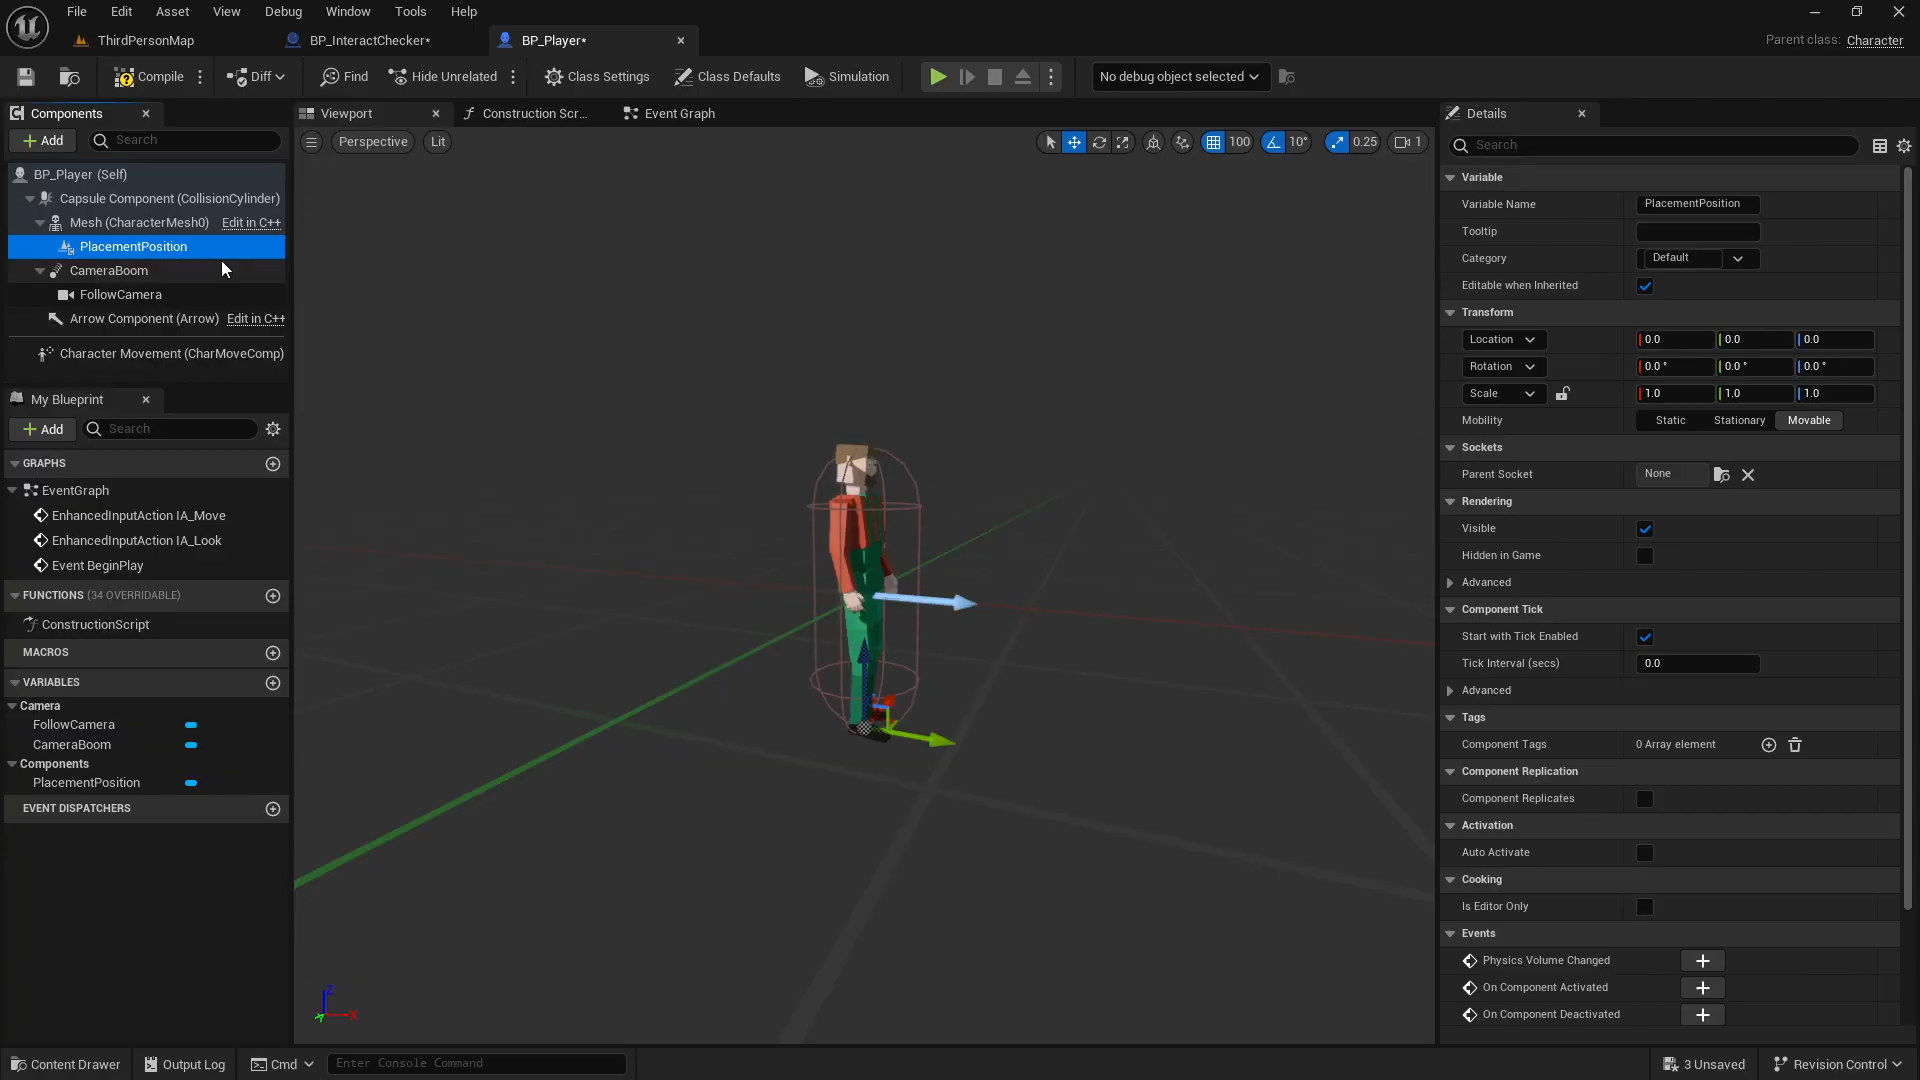 File Edit Asset View Debug Window Tools Help
ThirdPersonMap BP_InteractChecker* BP_Player*
Parent class: Character
Compile Diff Find Hide Unrelated Class Settings Class Defaults Simulation No debug object selected
Components
Add Search
BP_Player (Self)
Capsule Component (CollisionCylinder)
Mesh (CharacterMesh0) Edit in C++
PlacementPosition
CameraBoom
FollowCamera
Arrow Component (Arrow) Edit in C++
Character Movement (CharMoveComp)
My Blueprint
Add Search
GRAPHS
EventGraph
EnhancedInputAction IA_Move
EnhancedInputAction IA_Look
Event BeginPlay
FUNCTIONS (34 OVERRIDABLE)
ConstructionScript
MACROS
VARIABLES
Camera
FollowCamera
CameraBoom
Components
PlacementPosition
EVENT DISPATCHERS
Viewport Construction Scr... Event Graph
Perspective Lit 100 10° 0.25 1
Z
X
Y
Details
Search
Variable
Variable Name PlacementPosition
Tooltip
Category Default
Editable when Inherited
Transform
Location 0.0 0.0 0.0
Rotation 0.0 ° 0.0 ° 0.0 °
Scale 1.0 1.0 1.0
Mobility Static Stationary Movable
Sockets
Parent Socket None
Rendering
Visible
Hidden in Game
Advanced
Component Tick
Start with Tick Enabled
Tick Interval (secs) 0.0
Advanced
Tags
Component Tags 0 Array element
Component Replication
Component Replicates
Activation
Auto Activate
Cooking
Is Editor Only
Events
Physics Volume Changed
On Component Activated
On Component Deactivated
Content Drawer Output Log Cmd Enter Console Command 3 Unsaved Revision Control